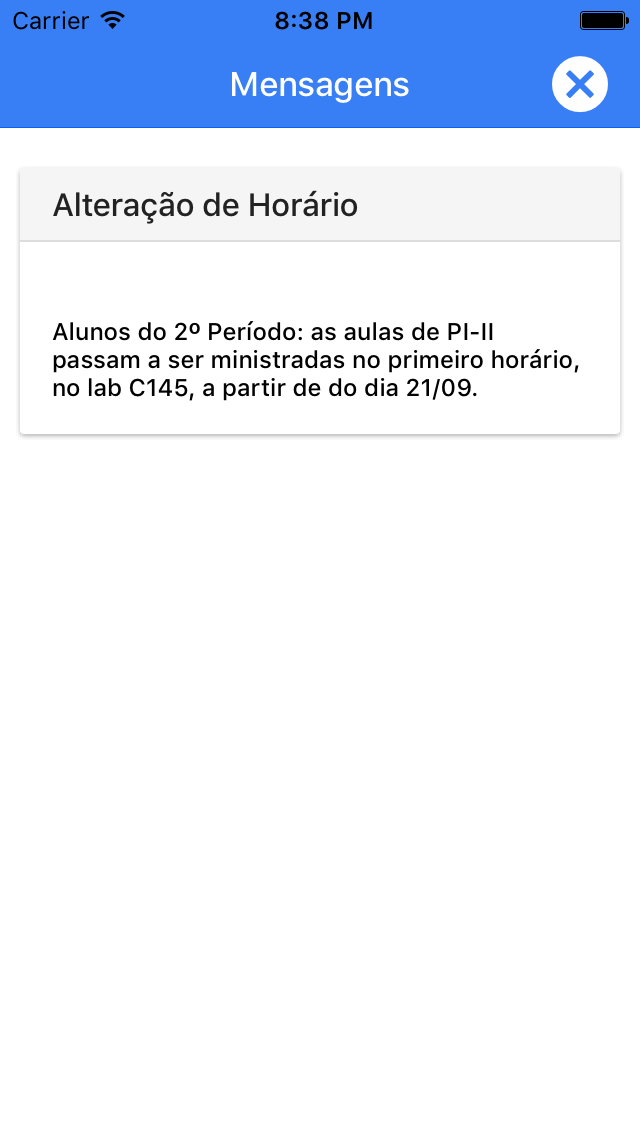 Carrier 8:38 PM
Mensagens
Alteração de Horário
Alunos do 2º Período: as aulas de PI-II
passam a ser ministradas no primeiro horário,
no lab C145, a partir de do dia 21/09.